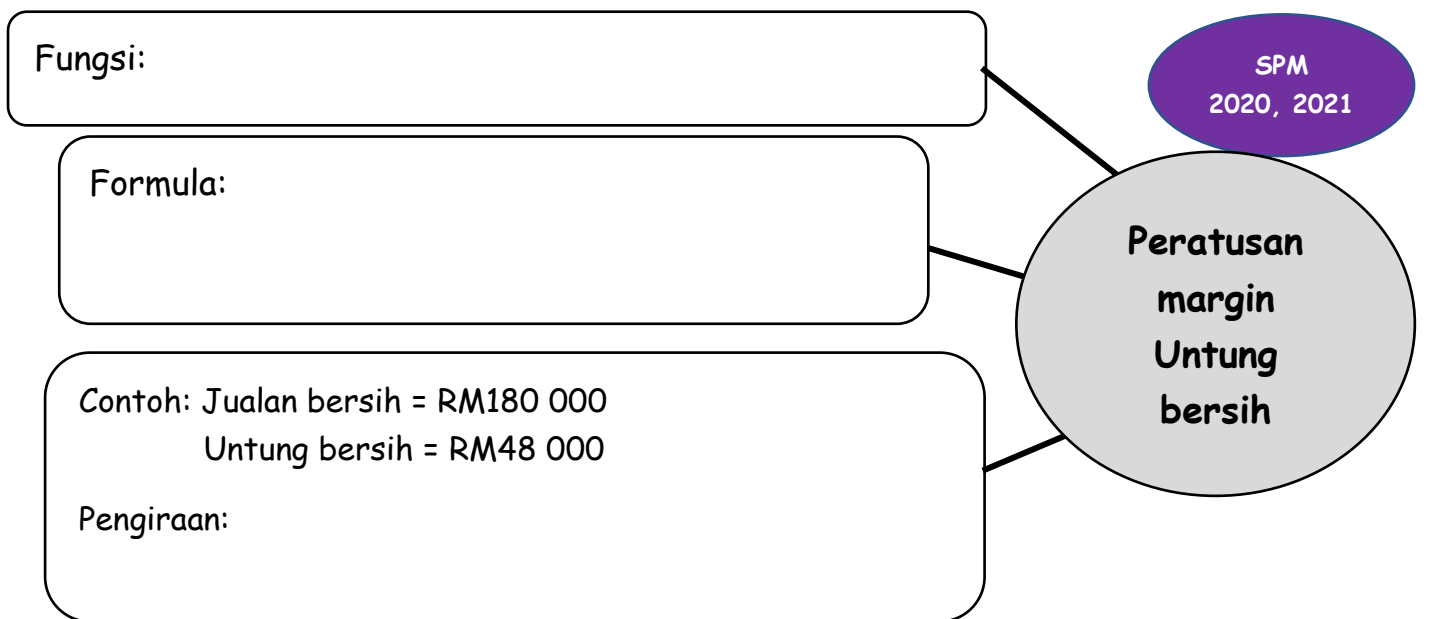 Fungsi:
SPM
2020, 2021
Formula:
Peratusan
margin
Untung
bersih
Contoh: Jualan bersih = RM180 000
Untung bersih = RM48 000
Pengiraan: